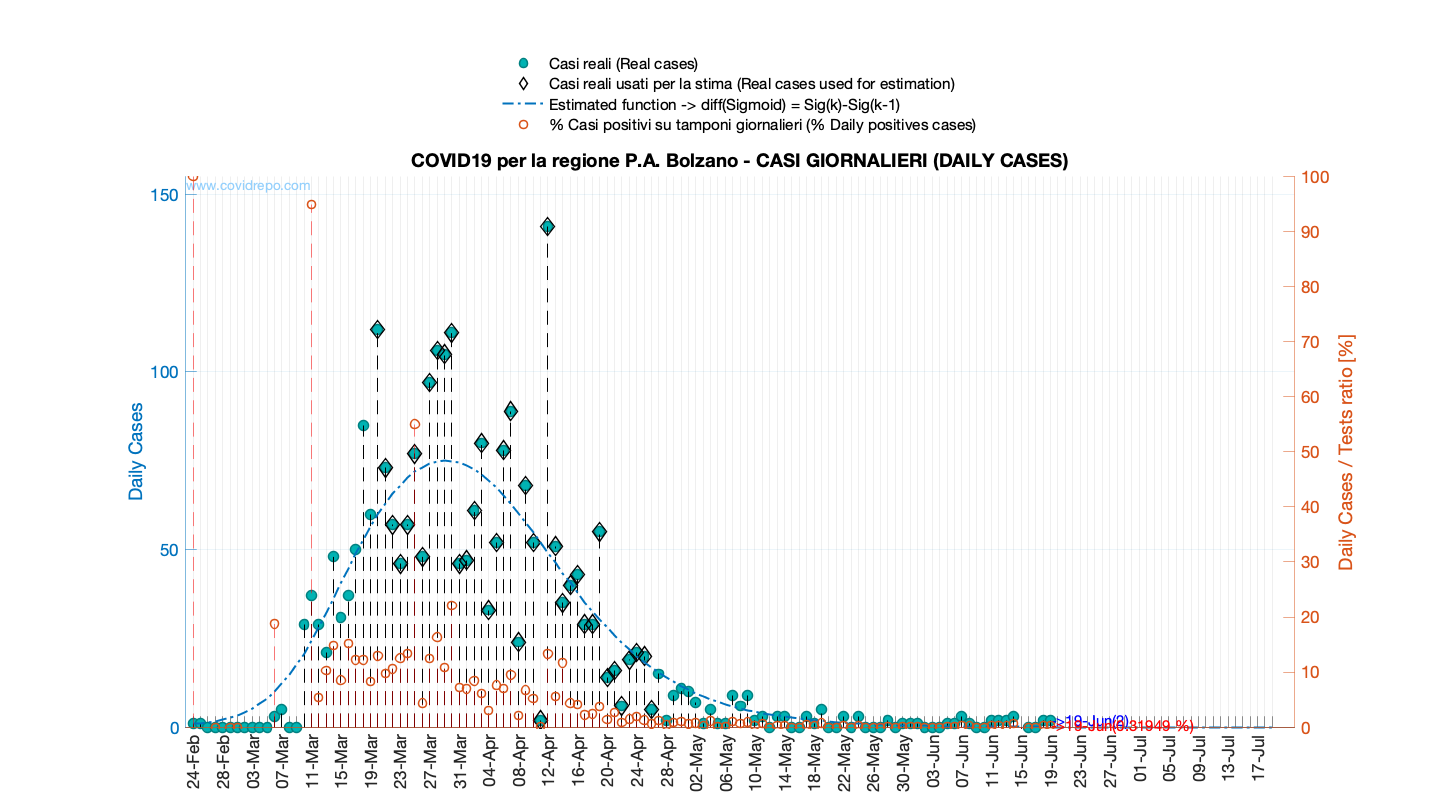 Casi reali (Real cases)
Casi reali usati per la stima (Real cases used for estimation)
Estimated function -> diff(Sigmoid) = Sig(k)-Sig(k-1)
% Casi positivi su tamponi giornalieri (% Daily positives cases)
COVID19 per la regione P.A. Bolzano - CASI GIORNALIERI (DAILY CASES)
www.covidrepo.com
Daily Cases
150
100
50
0
Daily Cases / Tests ratio [%]
100
90
80
70
60
50
40
30
20
10
0
24-Feb
28-Feb
03-Mar
07-Mar
11-Mar
15-Mar
19-Mar
23-Mar
27-Mar
31-Mar
04-Apr
08-Apr
12-Apr
16-Apr
20-Apr
24-Apr
28-Apr
02-May
06-May
10-May
14-May
18-May
22-May
26-May
30-May
03-Jun
07-Jun
11-Jun
15-Jun
19-Jun
23-Jun
27-Jun
01-Jul
05-Jul
09-Jul
13-Jul
17-Jul